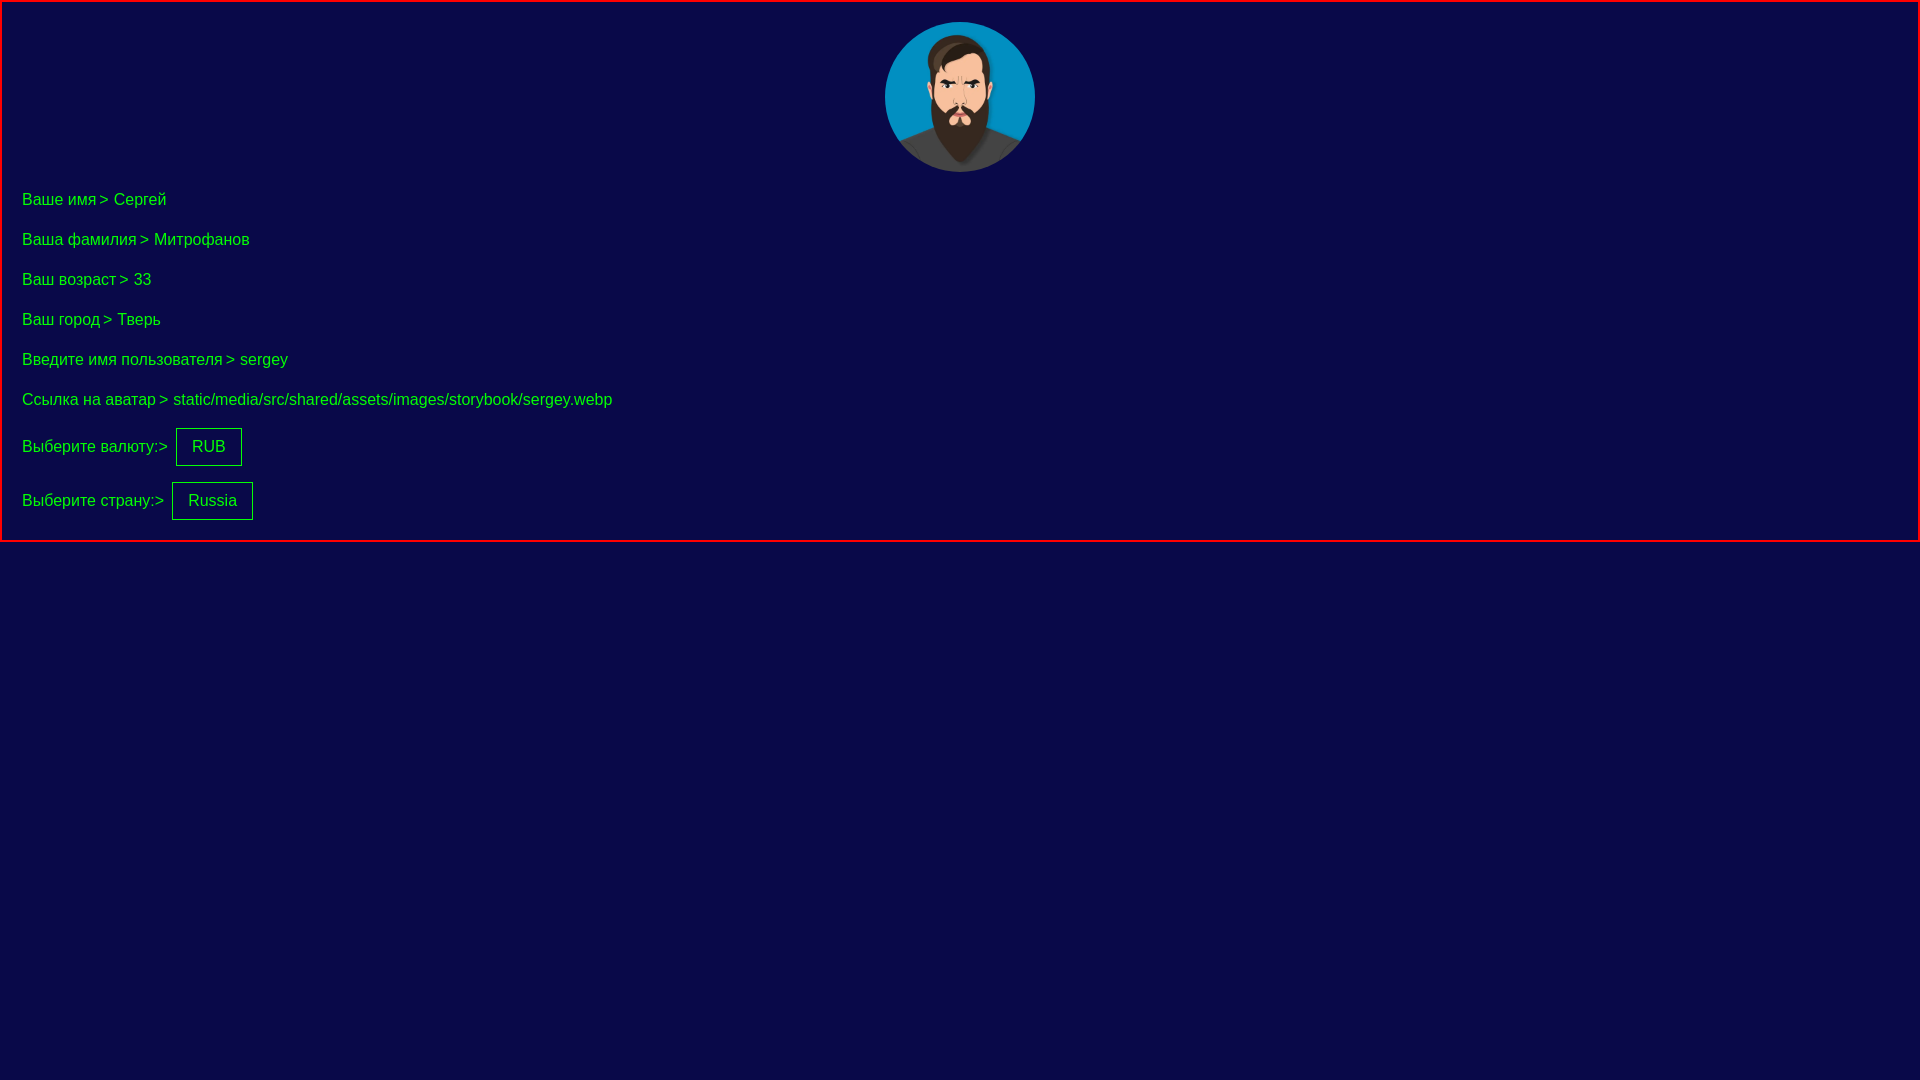 Ваше имя > Сергей
Ваша фамилия > Митрофанов
Ваш возраст > 33
Ваш город > Тверь
Введите имя пользователя > sergey
Ссылка на аватар > static/media/src/shared/assets/images/storybook/sergey.webp
Выберите валюту:> RUB
Выберите страну:> Russia